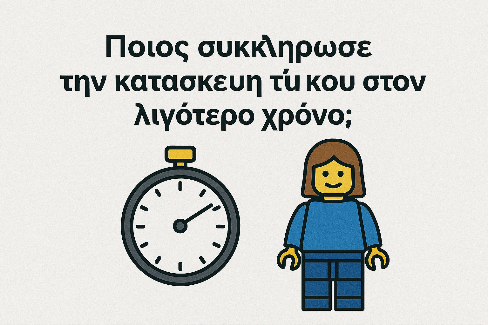 Ποιος συκκληρωσε
την κατασκευη τύ κου στον
λιγότερο χρόνο;